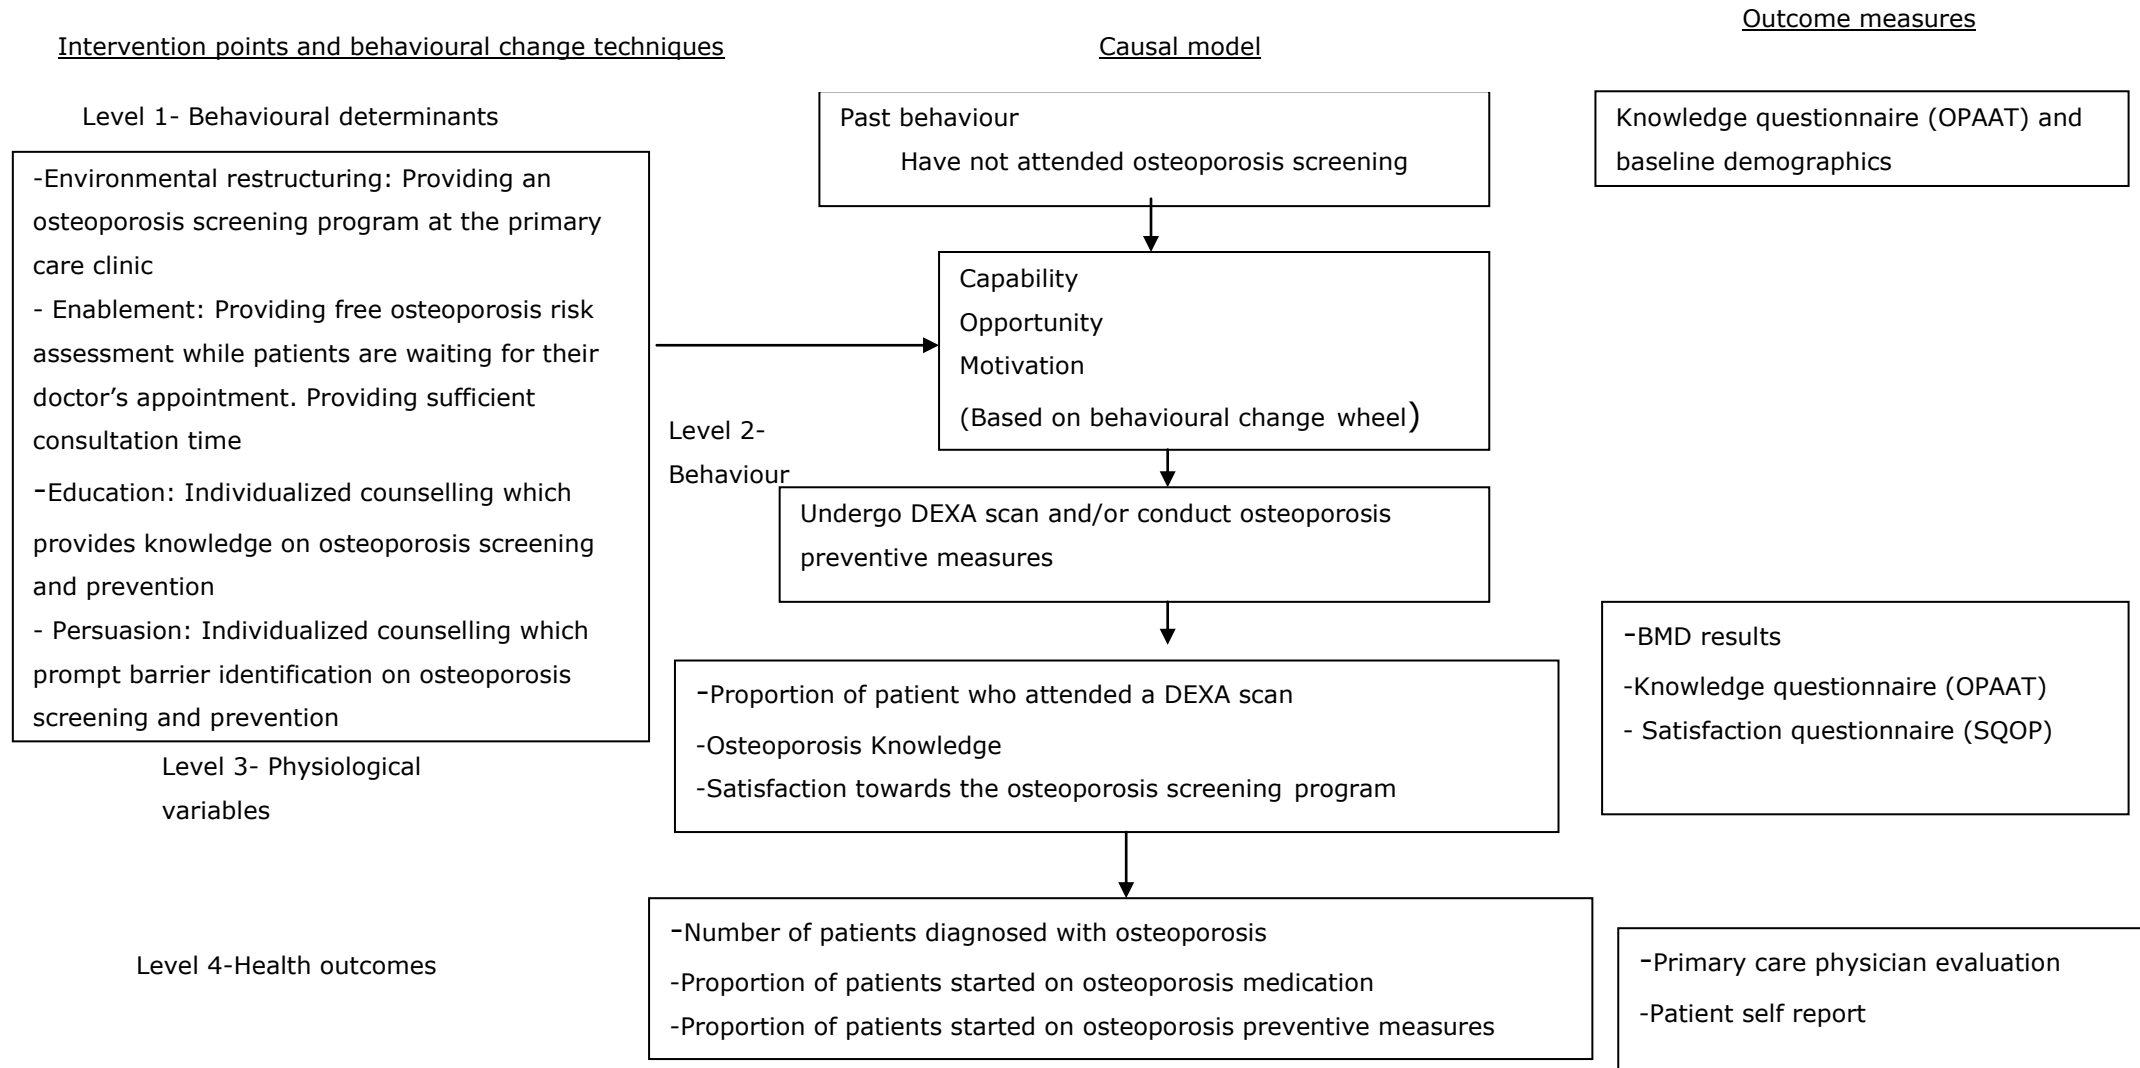 Outcome measures
Intervention points and behavioural change techniques
Causal model
Level 1- Behavioural determinants
-Environmental restructuring: Providing an
osteoporosis screening program at the primary
care clinic
- Enablement: Providing free osteoporosis risk
assessment while patients are waiting for their
doctor’s appointment. Providing sufficient
consultation time
-Education: Individualized counselling which
provides knowledge on osteoporosis screening
and prevention
- Persuasion: Individualized counselling which
prompt barrier identification on osteoporosis
screening and prevention
Past behaviour
Have not attended osteoporosis screening
Knowledge questionnaire (OPAAT) and
baseline demographics
Capability
Opportunity
Motivation
(Based on behavioural change wheel)
Level 2-
Behaviour
Undergo DEXA scan and/or conduct osteoporosis
preventive measures
Level 3- Physiological
variables
-Proportion of patient who attended a DEXA scan
-Osteoporosis Knowledge
-Satisfaction towards the osteoporosis screening program
-BMD results
-Knowledge questionnaire (OPAAT)
- Satisfaction questionnaire (SQOP)
Level 4-Health outcomes
-Number of patients diagnosed with osteoporosis
-Proportion of patients started on osteoporosis medication
-Proportion of patients started on osteoporosis preventive measures
-Primary care physician evaluation
-Patient self report